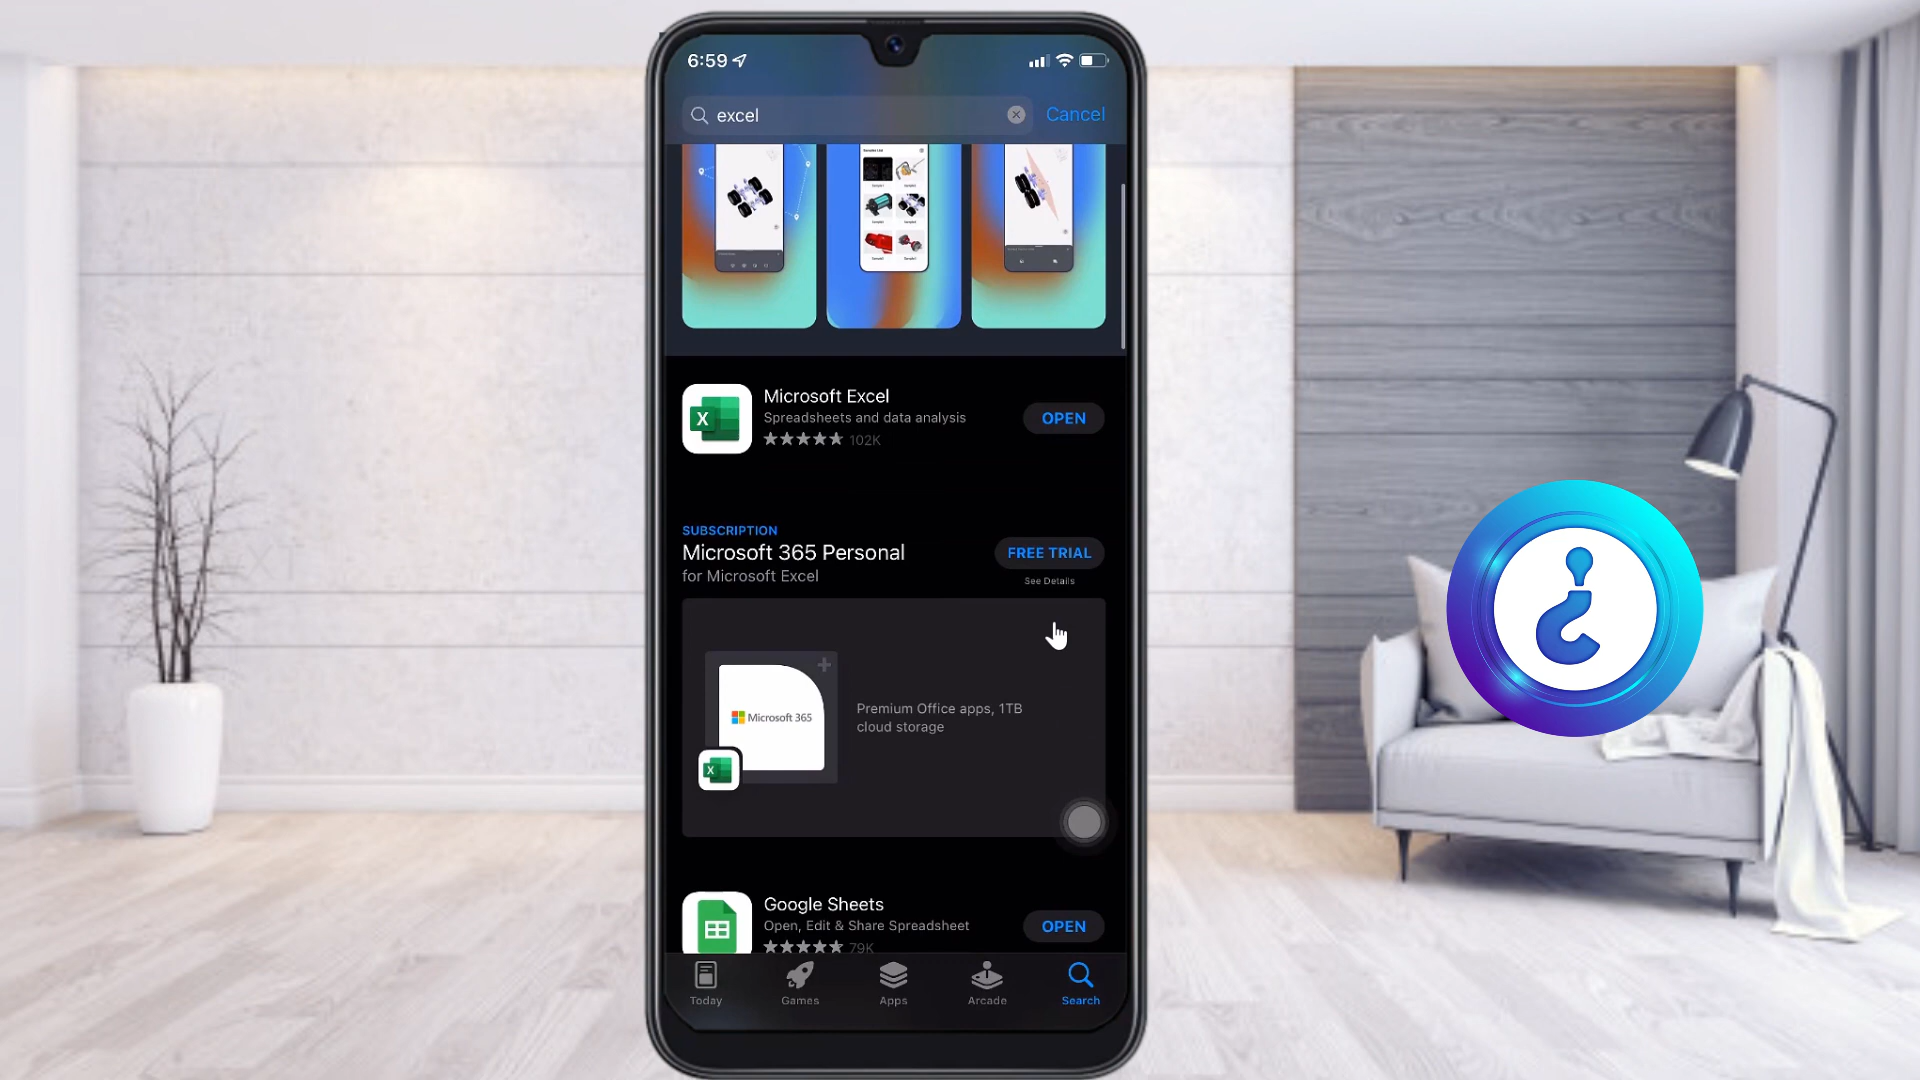 6:59
excel
Cancel
Microsoft Excel
Spreadsheets and data analysis
102K
OPEN
SUBSCRIPTION
Microsoft 365 Personal
for Microsoft Excel
FREE TRIAL
See Details
Microsoft 365
X
Premium Office apps, 1TB
cloud storage
Google Sheets
Open, Edit & Share Spreadsheet
79K
OPEN
Today
Games
Apps
Arcade
Search